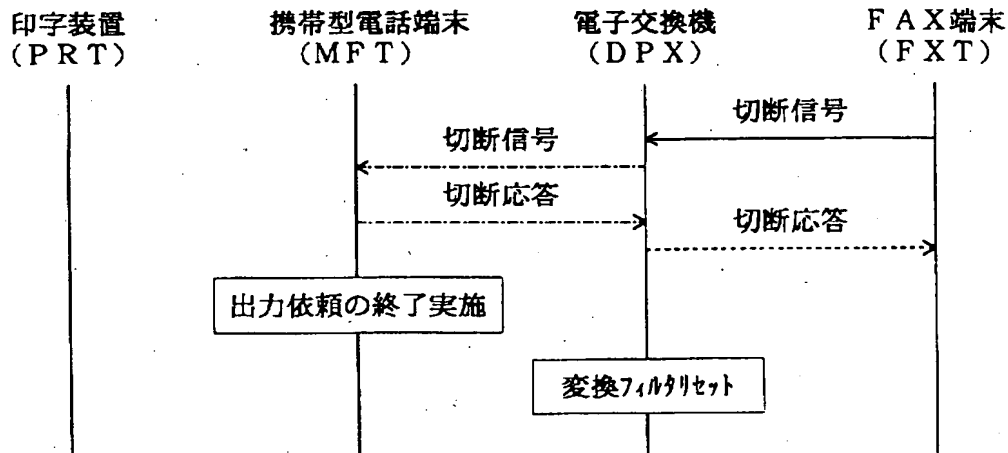 印字装置 携帯型電話端末 電子交換機 FAX端末
(PRT) (MFT) (DPX) (FXT)
切断信号
切断信号
切断応答
切断応答
出力依頼の終了実施
変換フィルタリセット